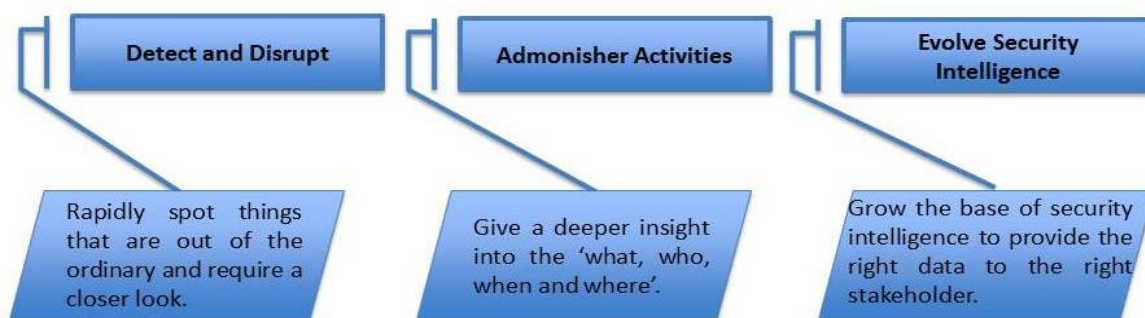 Detect and Disrupt
Admonisher Activities
Evolve Security
Intelligence
Rapidly spot things
that are out of the
ordinary and require a
closer look.
Give a deeper insight
into the ‘what, who,
when and where’.
Grow the base of security
intelligence to provide the
right data to the right
stakeholder.